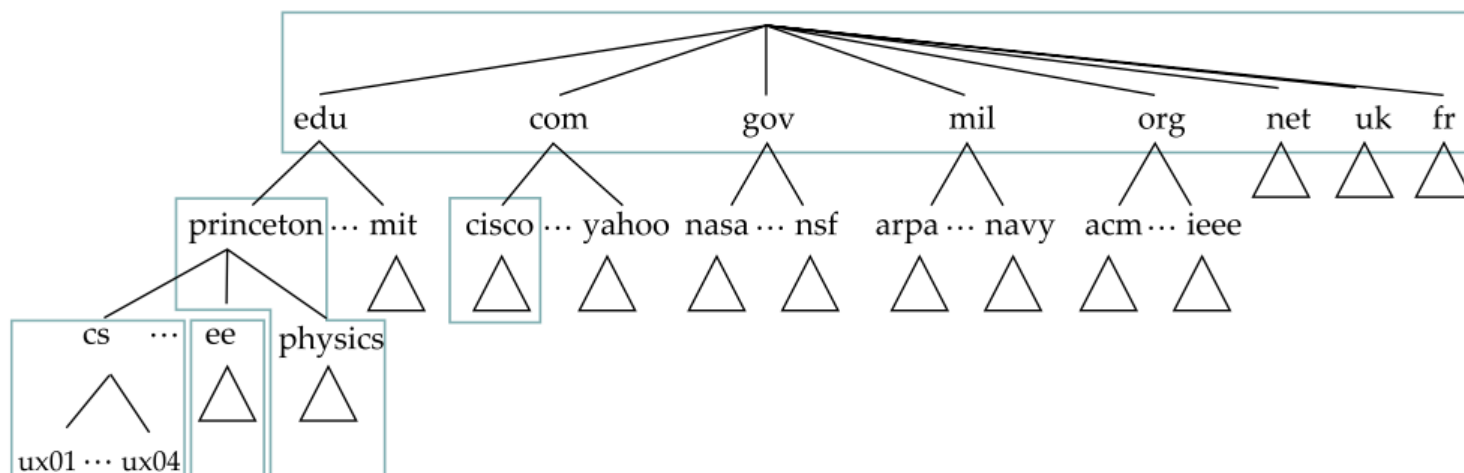 edu com gov mil org net uk fr
princeton ··· mit cisco ··· yahoo nasa ··· nsf arpa ··· navy acm ··· ieee
cs ··· ee physics
ux01 ··· ux04